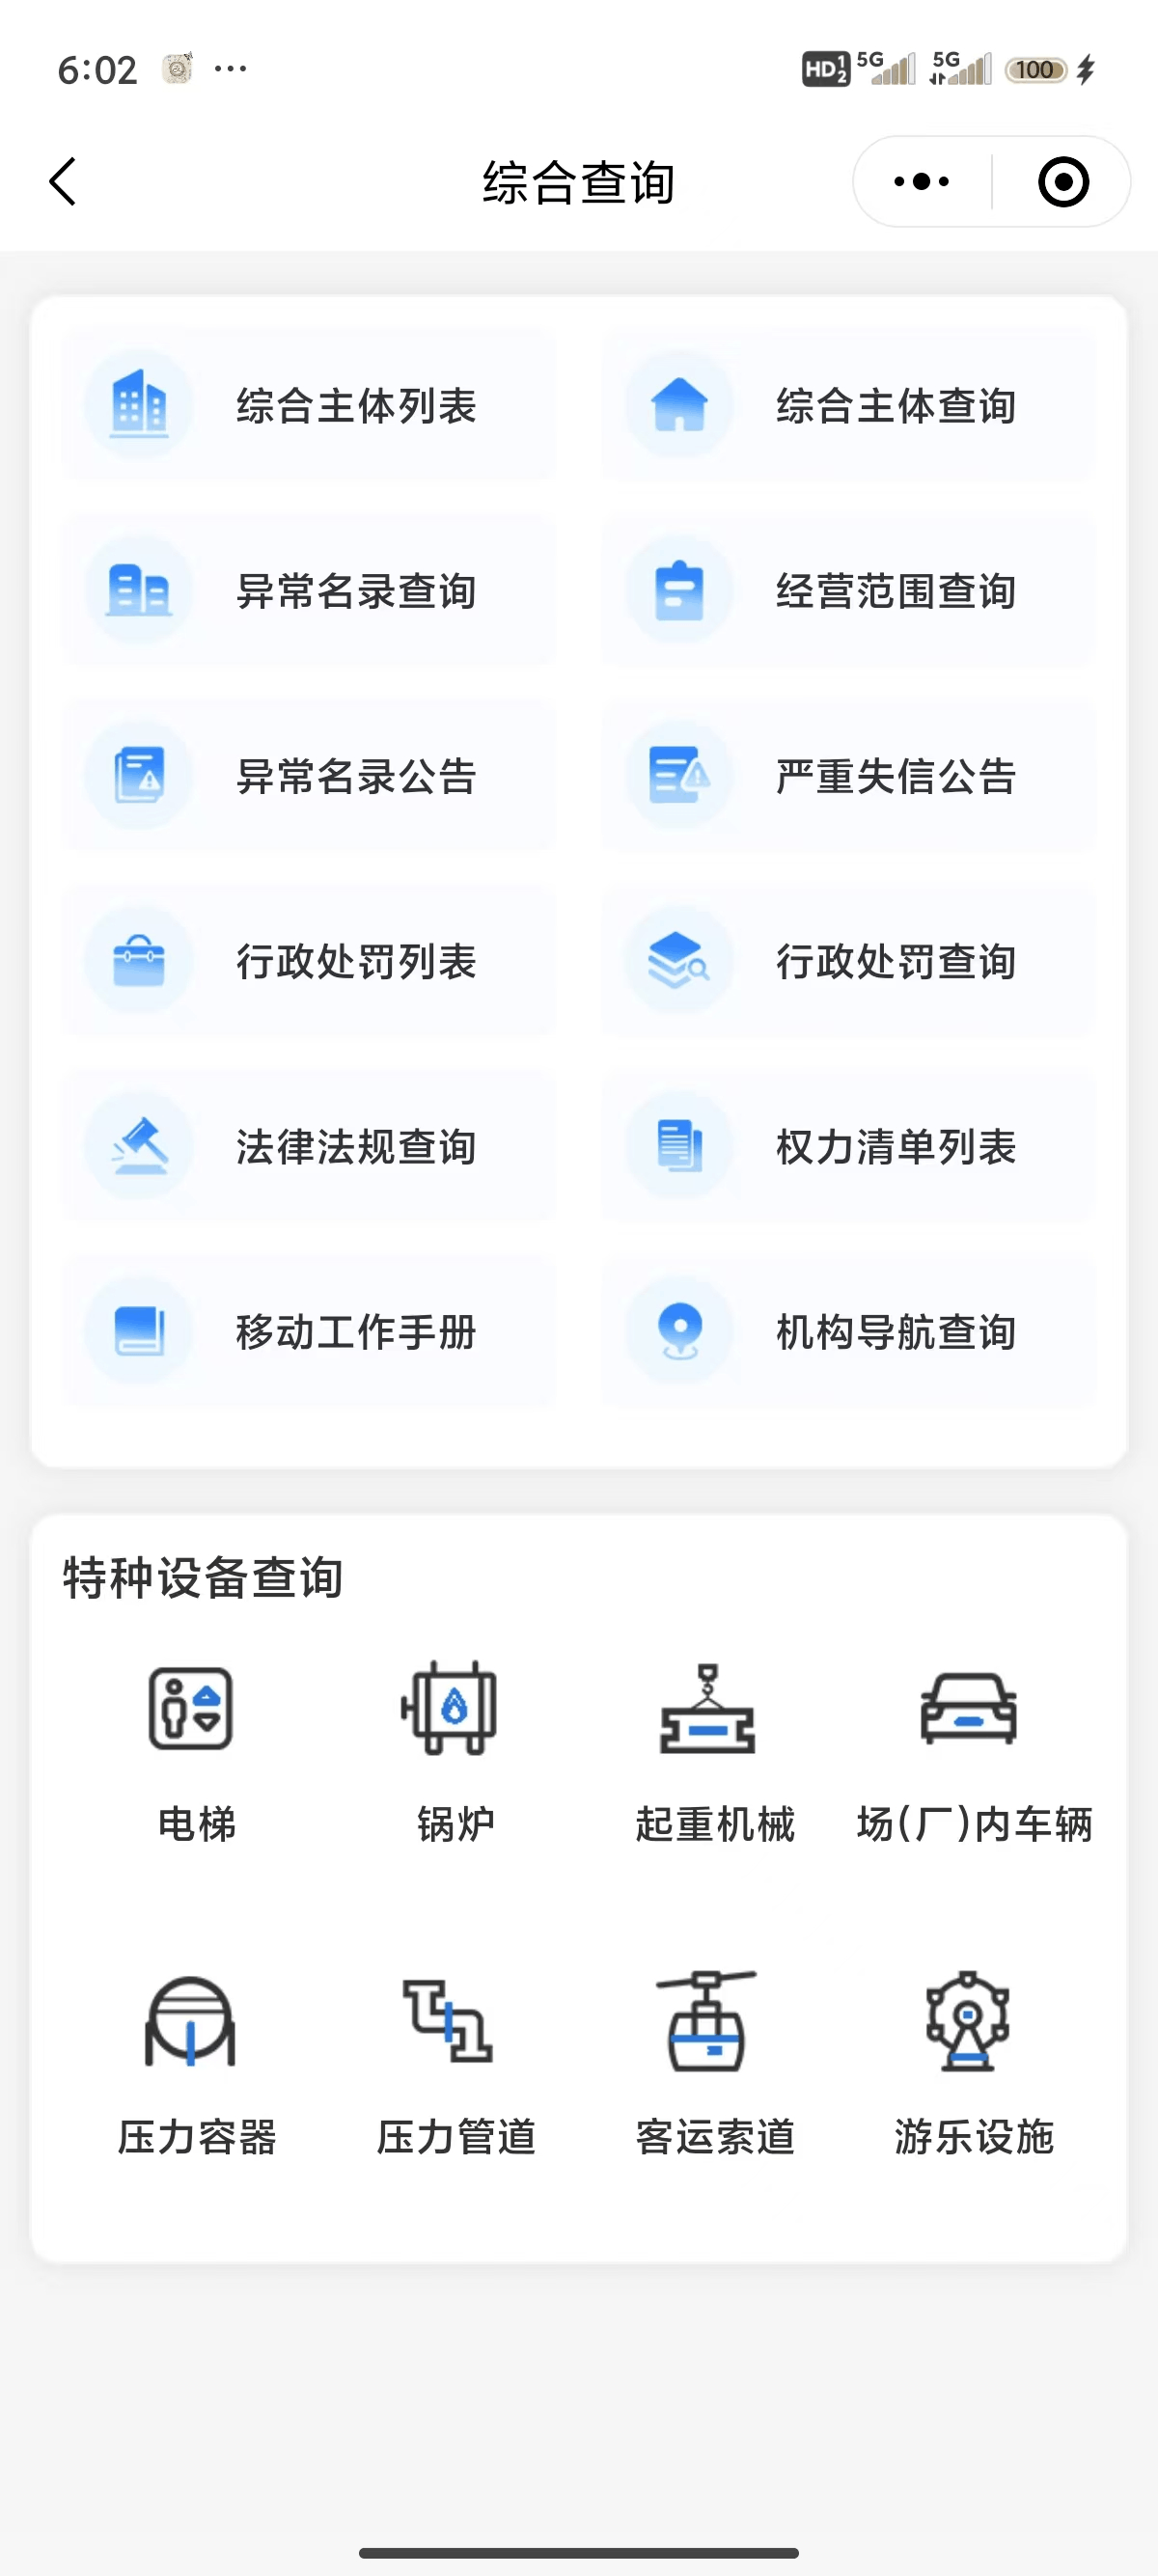 6:02 ··· HD 1 2 5G 5G 100
综合查询
综合主体列表 综合主体查询
异常名录查询 经营范围查询
异常名录公告 严重失信公告
行政处罚列表 行政处罚查询
法律法规查询 权力清单列表
移动工作手册 机构导航查询
特种设备查询
电梯 锅炉 起重机械 场(厂)内车辆
压力容器 压力管道 客运索道 游乐设施